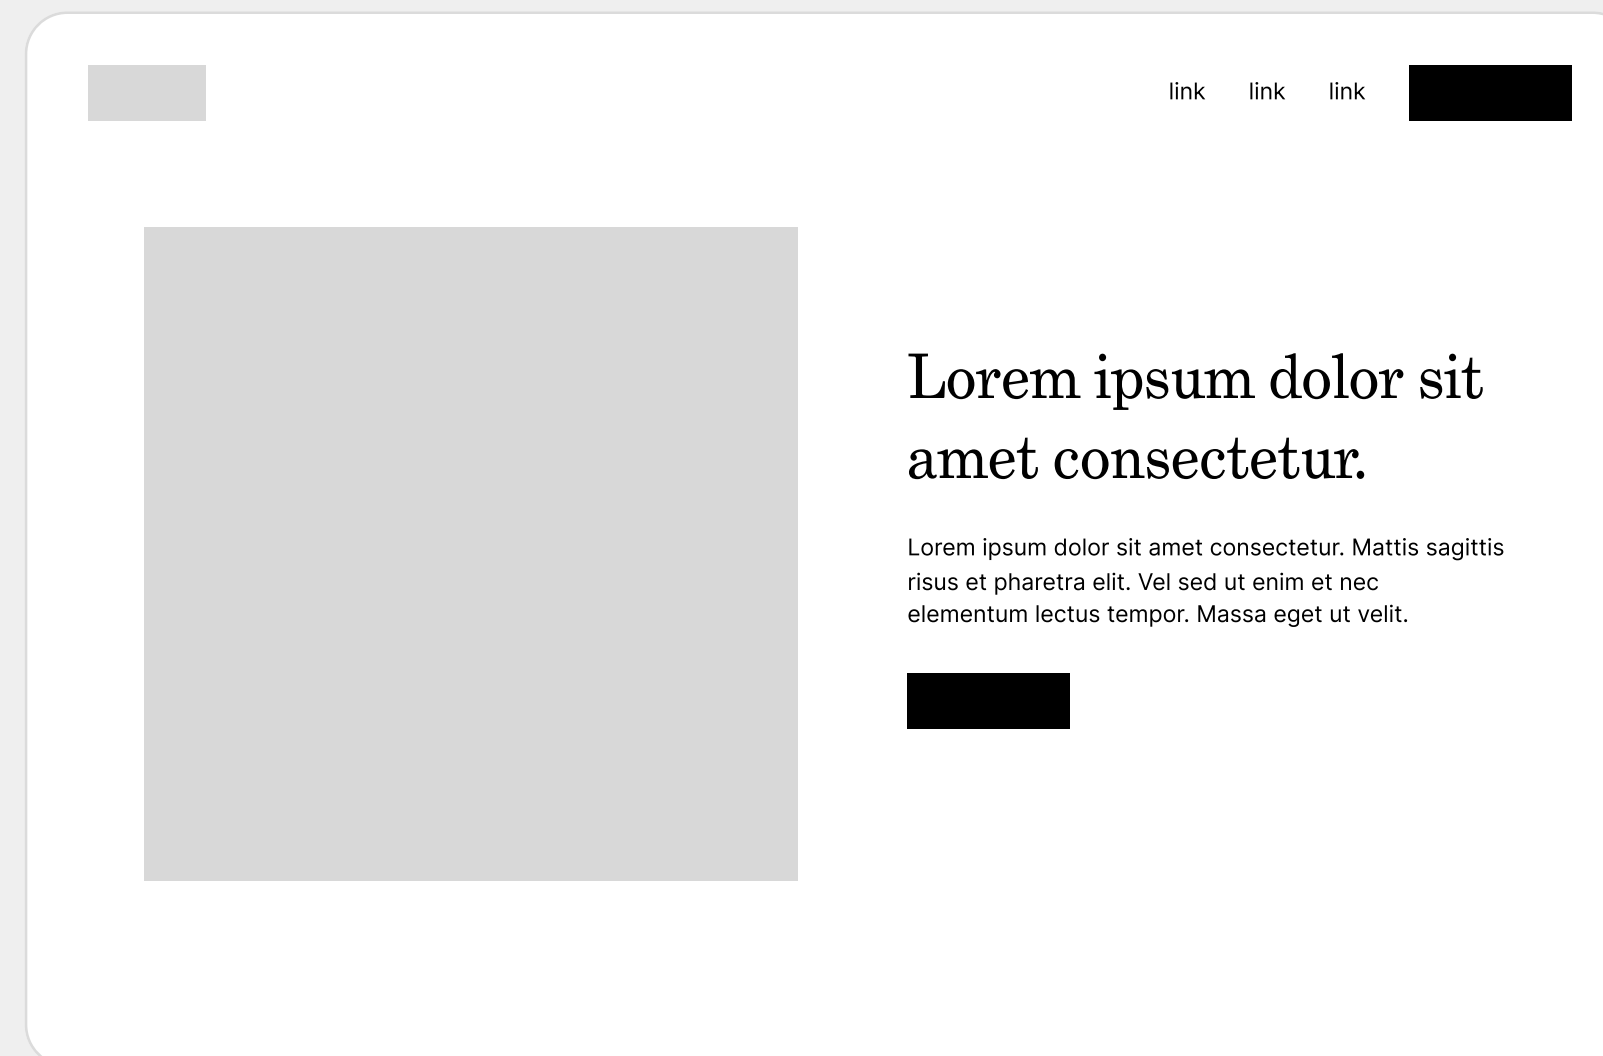 link link link
Lorem ipsum dolor sit
amet consectetur.
Lorem ipsum dolor sit amet consectetur. Mattis sagittis
risus et pharetra elit. Vel sed ut enim et nec
elementum lectus tempor. Massa eget ut velit.